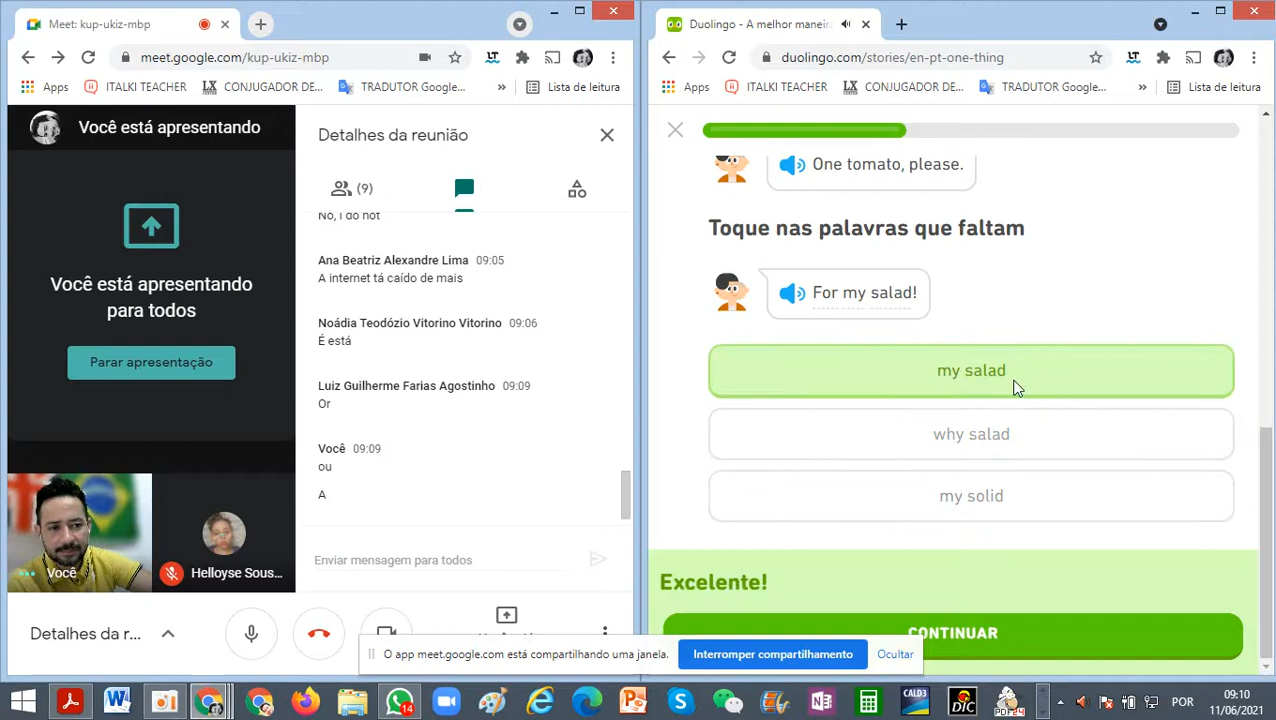 Meet: kup-ukiz-mbp
meet.google.com/kup-ukiz-mbp
Apps ITALKI TEACHER CONJUGADOR DE... TRADUTOR Google... » Lista de leitura
Você está apresentando
Você está apresentando
para todos
Parar apresentação
Você
Helloyse Sous...
Detalhes da reunião
(9)
No, I do not
Ana Beatriz Alexandre Lima 09:05
A internet tá caído de mais
Noádia Teodózio Vitorino Vitorino 09:06
É está
Luiz Guilherme Farias Agostinho 09:09
Or
Você 09:09
ou
A
Enviar mensagem para todos
Detalhes da r...
O app meet.google.com está compartilhando uma janela. Interromper compartilhamento Ocultar
Duolingo - A melhor maneir
duolingo.com/stories/en-pt-one-thing
Apps ITALKI TEACHER CONJUGADOR DE... TRADUTOR Google... » Lista de leitura
One tomato, please.
Toque nas palavras que faltam
For my salad!
my salad
why salad
my solid
Excelente!
CONTINUAR
14
CALD3
DIC
PDF24
POR
09:10
11/06/2021